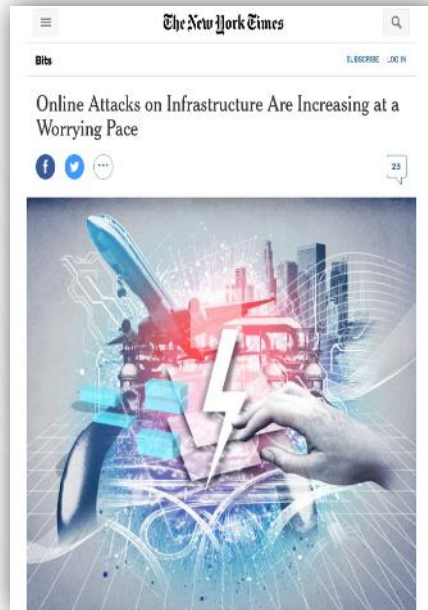 The New York Times
Bits
SUBSCRIBE LOG IN
Online Attacks on Infrastructure Are Increasing at a
Worrying Pace
23